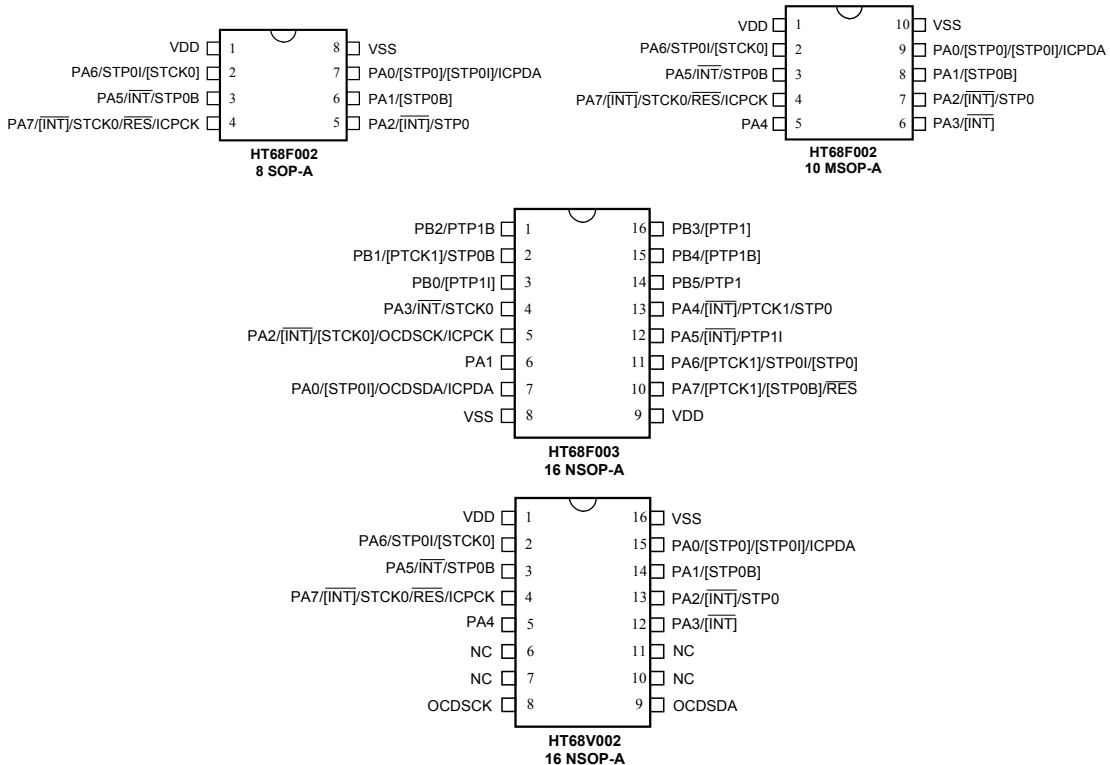 VDD 1 8 VSS
PA6/STP0I/[STCK0] 2 7 PA0/[STP0]/[STP0I]/ICPDA
PA5/INT/STP0B 3 6 PA1/[STP0B]
PA7/[INT]/STCK0/RES/ICPCK 4 5 PA2/[INT]/STP0
HT68F002
8 SOP-A
VDD 1 10 VSS
PA6/STP0I/[STCK0] 2 9 PA0/[STP0]/[STP0I]/ICPDA
PA5/INT/STP0B 3 8 PA1/[STP0B]
PA7/[INT]/STCK0/RES/ICPCK 4 7 PA2/[INT]/STP0
PA4 5 6 PA3/[INT]
HT68F002
10 MSOP-A
PB2/PTP1B 1 16 PB3/[PTP1]
PB1/[PTCK1]/STP0B 2 15 PB4/[PTP1B]
PB0/[PTP1I] 3 14 PB5/PTP1
PA3/INT/STCK0 4 13 PA4/[INT]/PTCK1/STP0
PA2/[INT]/[STCK0]/OCDSCK/ICPCK 5 12 PA5/[INT]/PTP1I
PA1 6 11 PA6/[PTCK1]/STP0I/[STP0]
PA0/[STP0I]/OCDSDA/ICPDA 7 10 PA7/[PTCK1]/[STP0B]/RES
VSS 8 9 VDD
HT68F003
16 NSOP-A
VDD 1 16 VSS
PA6/STP0I/[STCK0] 2 15 PA0/[STP0]/[STP0I]/ICPDA
PA5/INT/STP0B 3 14 PA1/[STP0B]
PA7/[INT]/STCK0/RES/ICPCK 4 13 PA2/[INT]/STP0
PA4 5 12 PA3/[INT]
NC 6 11 NC
NC 7 10 NC
OCDSCK 8 9 OCDSDA
HT68V002
16 NSOP-A